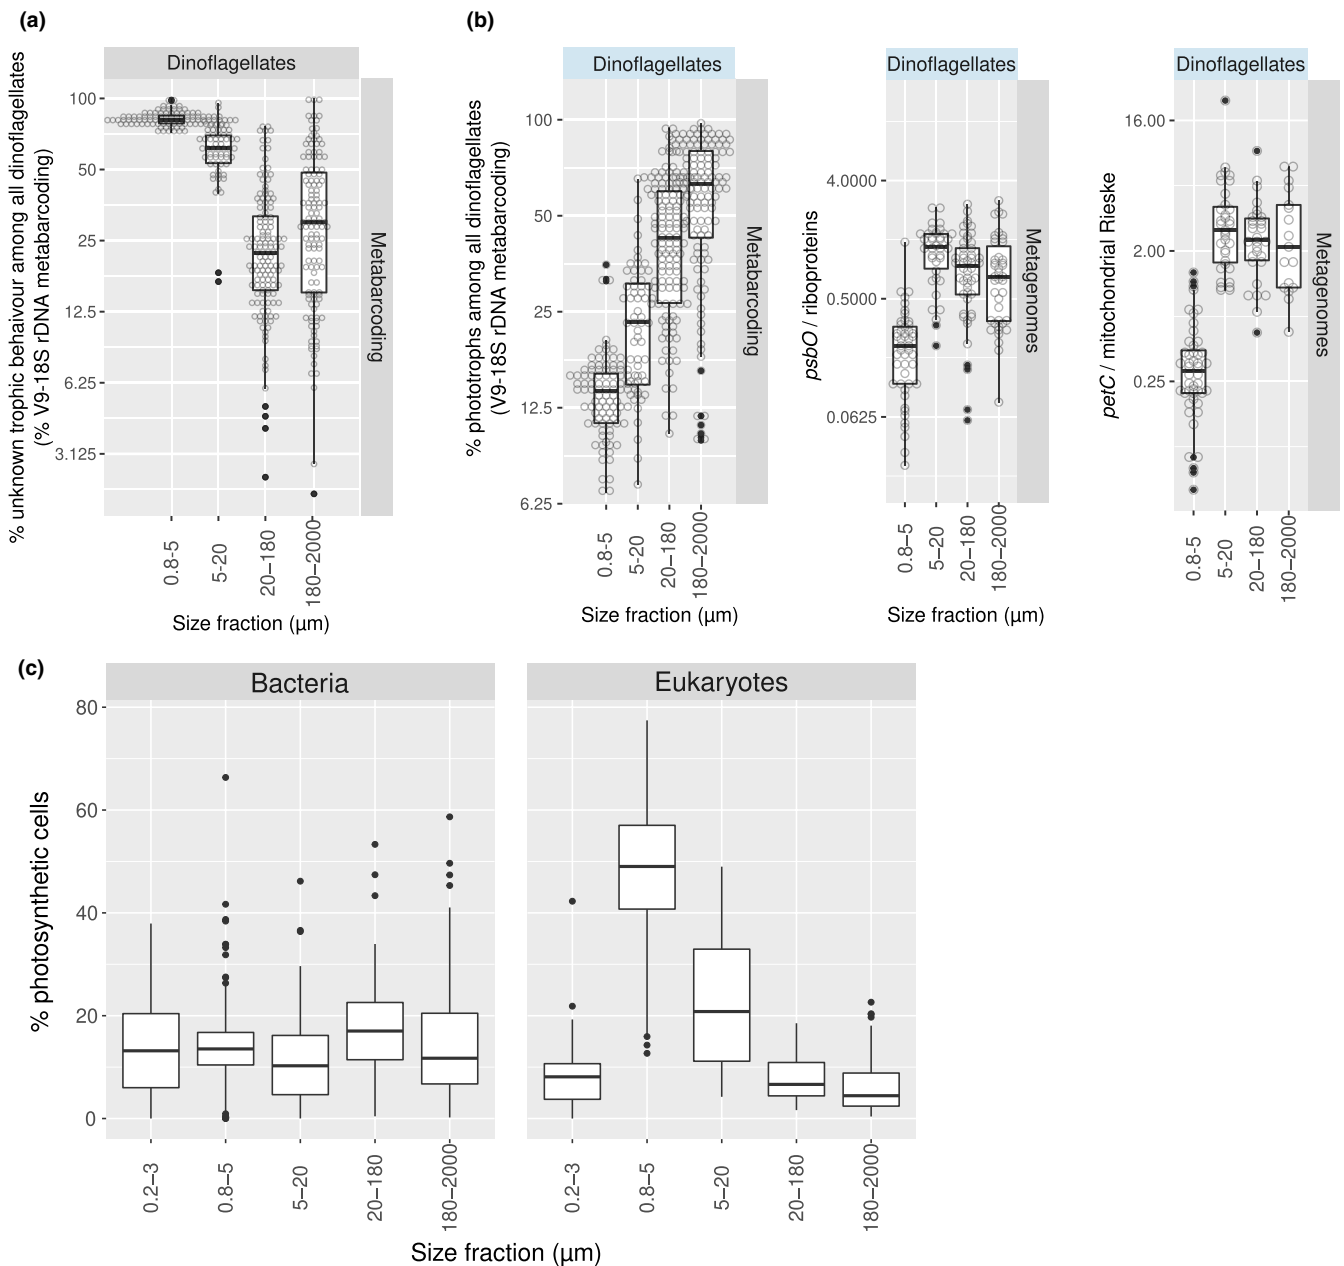 (a)
Dinoflagellates
% unknown trophic behaviour among all dinoflagellates
(% V9-18S rDNA metabarcoding)
100
50
25
12.5
6.25
3.125
Metabarcoding
0.8-5
5-20
20−180
180−2000
Size fraction (µm)
(b)
Dinoflagellates
% phototrophs among all dinoflagellates
(V9-18S rDNA metabarcoding)
100
50
25
12.5
6.25
Metabarcoding
0.8-5
5-20
20−180
180−2000
Size fraction (µm)
Dinoflagellates
psbO / riboproteins
4.0000
0.5000
0.0625
Metagenomes
0.8−5
5−20
20−180
180−2000
Size fraction (µm)
Dinoflagellates
petC / mitochondrial Rieske
16.00
2.00
0.25
Metagenomes
0.8-5
5-20
20−180
180−2000
(c)
Bacteria
Eukaryotes
% photosynthetic cells
80
60
40
20
0
0.2−3
0.8−5
5−20
20−180
180−2000
0.2−3
0.8−5
5−20
20−180
180−2000
Size fraction (µm)